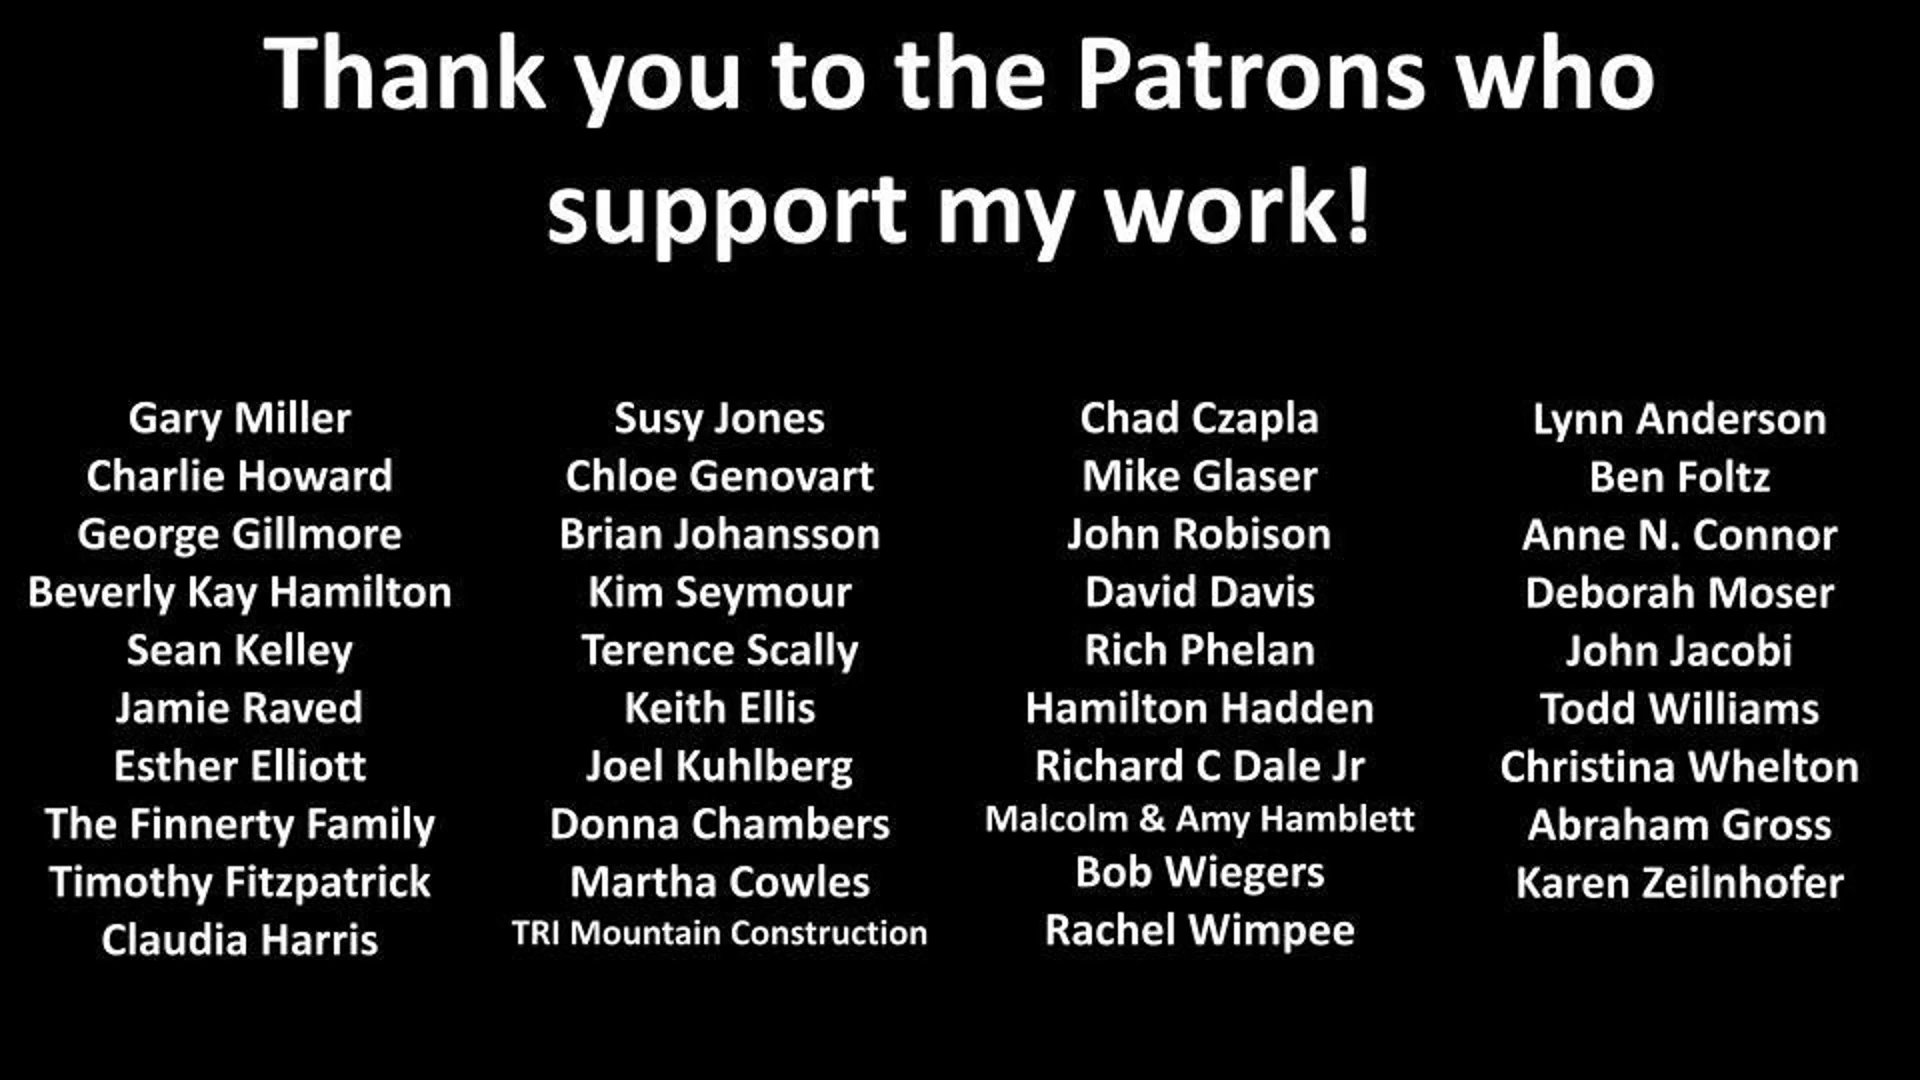 Thank you to the Patrons who
support my work!
Gary Miller
Charlie Howard
George Gillmore
Beverly Kay Hamilton
Sean Kelley
Jamie Raved
Esther Elliott
The Finnerty Family
Timothy Fitzpatrick
Claudia Harris
Susy Jones
Chloe Genovart
Brian Johansson
Kim Seymour
Terence Scally
Keith Ellis
Joel Kuhlberg
Donna Chambers
Martha Cowles
TRI Mountain Construction
Chad Czapla
Mike Glaser
John Robison
David Davis
Rich Phelan
Hamilton Hadden
Richard C Dale Jr
Malcolm & Amy Hamblett
Bob Wiegers
Rachel Wimpee
Lynn Anderson
Ben Foltz
Anne N. Connor
Deborah Moser
John Jacobi
Todd Williams
Christina Whelton
Abraham Gross
Karen Zeilnhofer